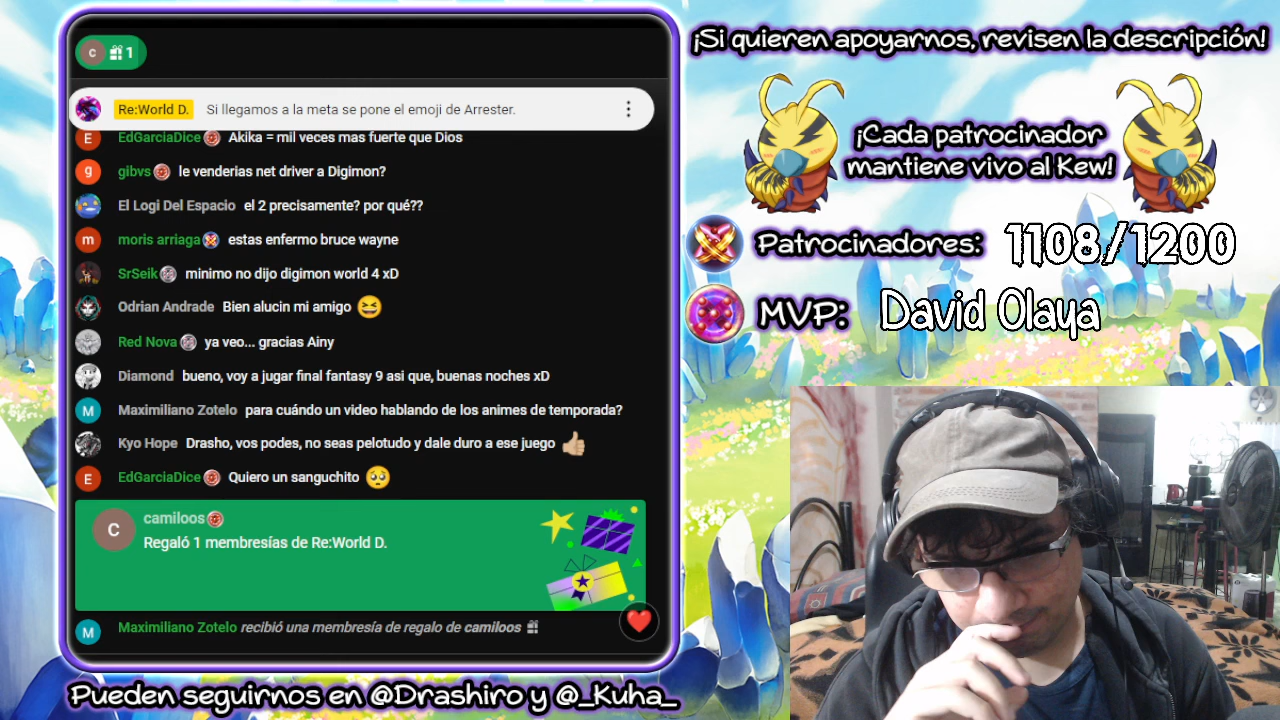 ¡Si quieren apoyarnos, revisen la descripción!
C 1
Re:World D. Si llegamos a la meta se pone el emoji de Arrester.
E EdGarciaDice Akika = mil veces mas fuerte que Dios
g gibvs le venderias net driver a Digimon?
El Logi Del Espacio el 2 precisamente? por qué??
m moris arriaga estas enfermo bruce wayne
SrSeik minimo no dijo digimon world 4 xD
Odrian Andrade Bien alucin mi amigo
Red Nova ya veo... gracias Ainy
Diamond bueno, voy a jugar final fantasy 9 asi que, buenas noches xD
M Maximiliano Zotelo para cuándo un video hablando de los animes de temporada?
Kyo Hope Drasho, vos podes, no seas pelotudo y dale duro a ese juego
E EdGarciaDice Quiero un sanguchito
C camiloos
Regaló 1 membresías de Re:World D.
M Maximiliano Zotelo recibió una membresía de regalo de camiloos
¡Cada patrocinador
mantiene vivo al Kew!
Patrocinadores: 1108/1200
MVP: David Olaya
Pueden seguirnos en @Drashiro y @_Kuha_